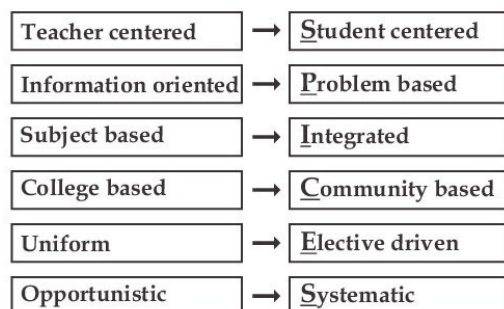 Teacher centered → Student centered
Information oriented → Problem based
Subject based → Integrated
College based → Community based
Uniform → Elective driven
Opportunistic → Systematic